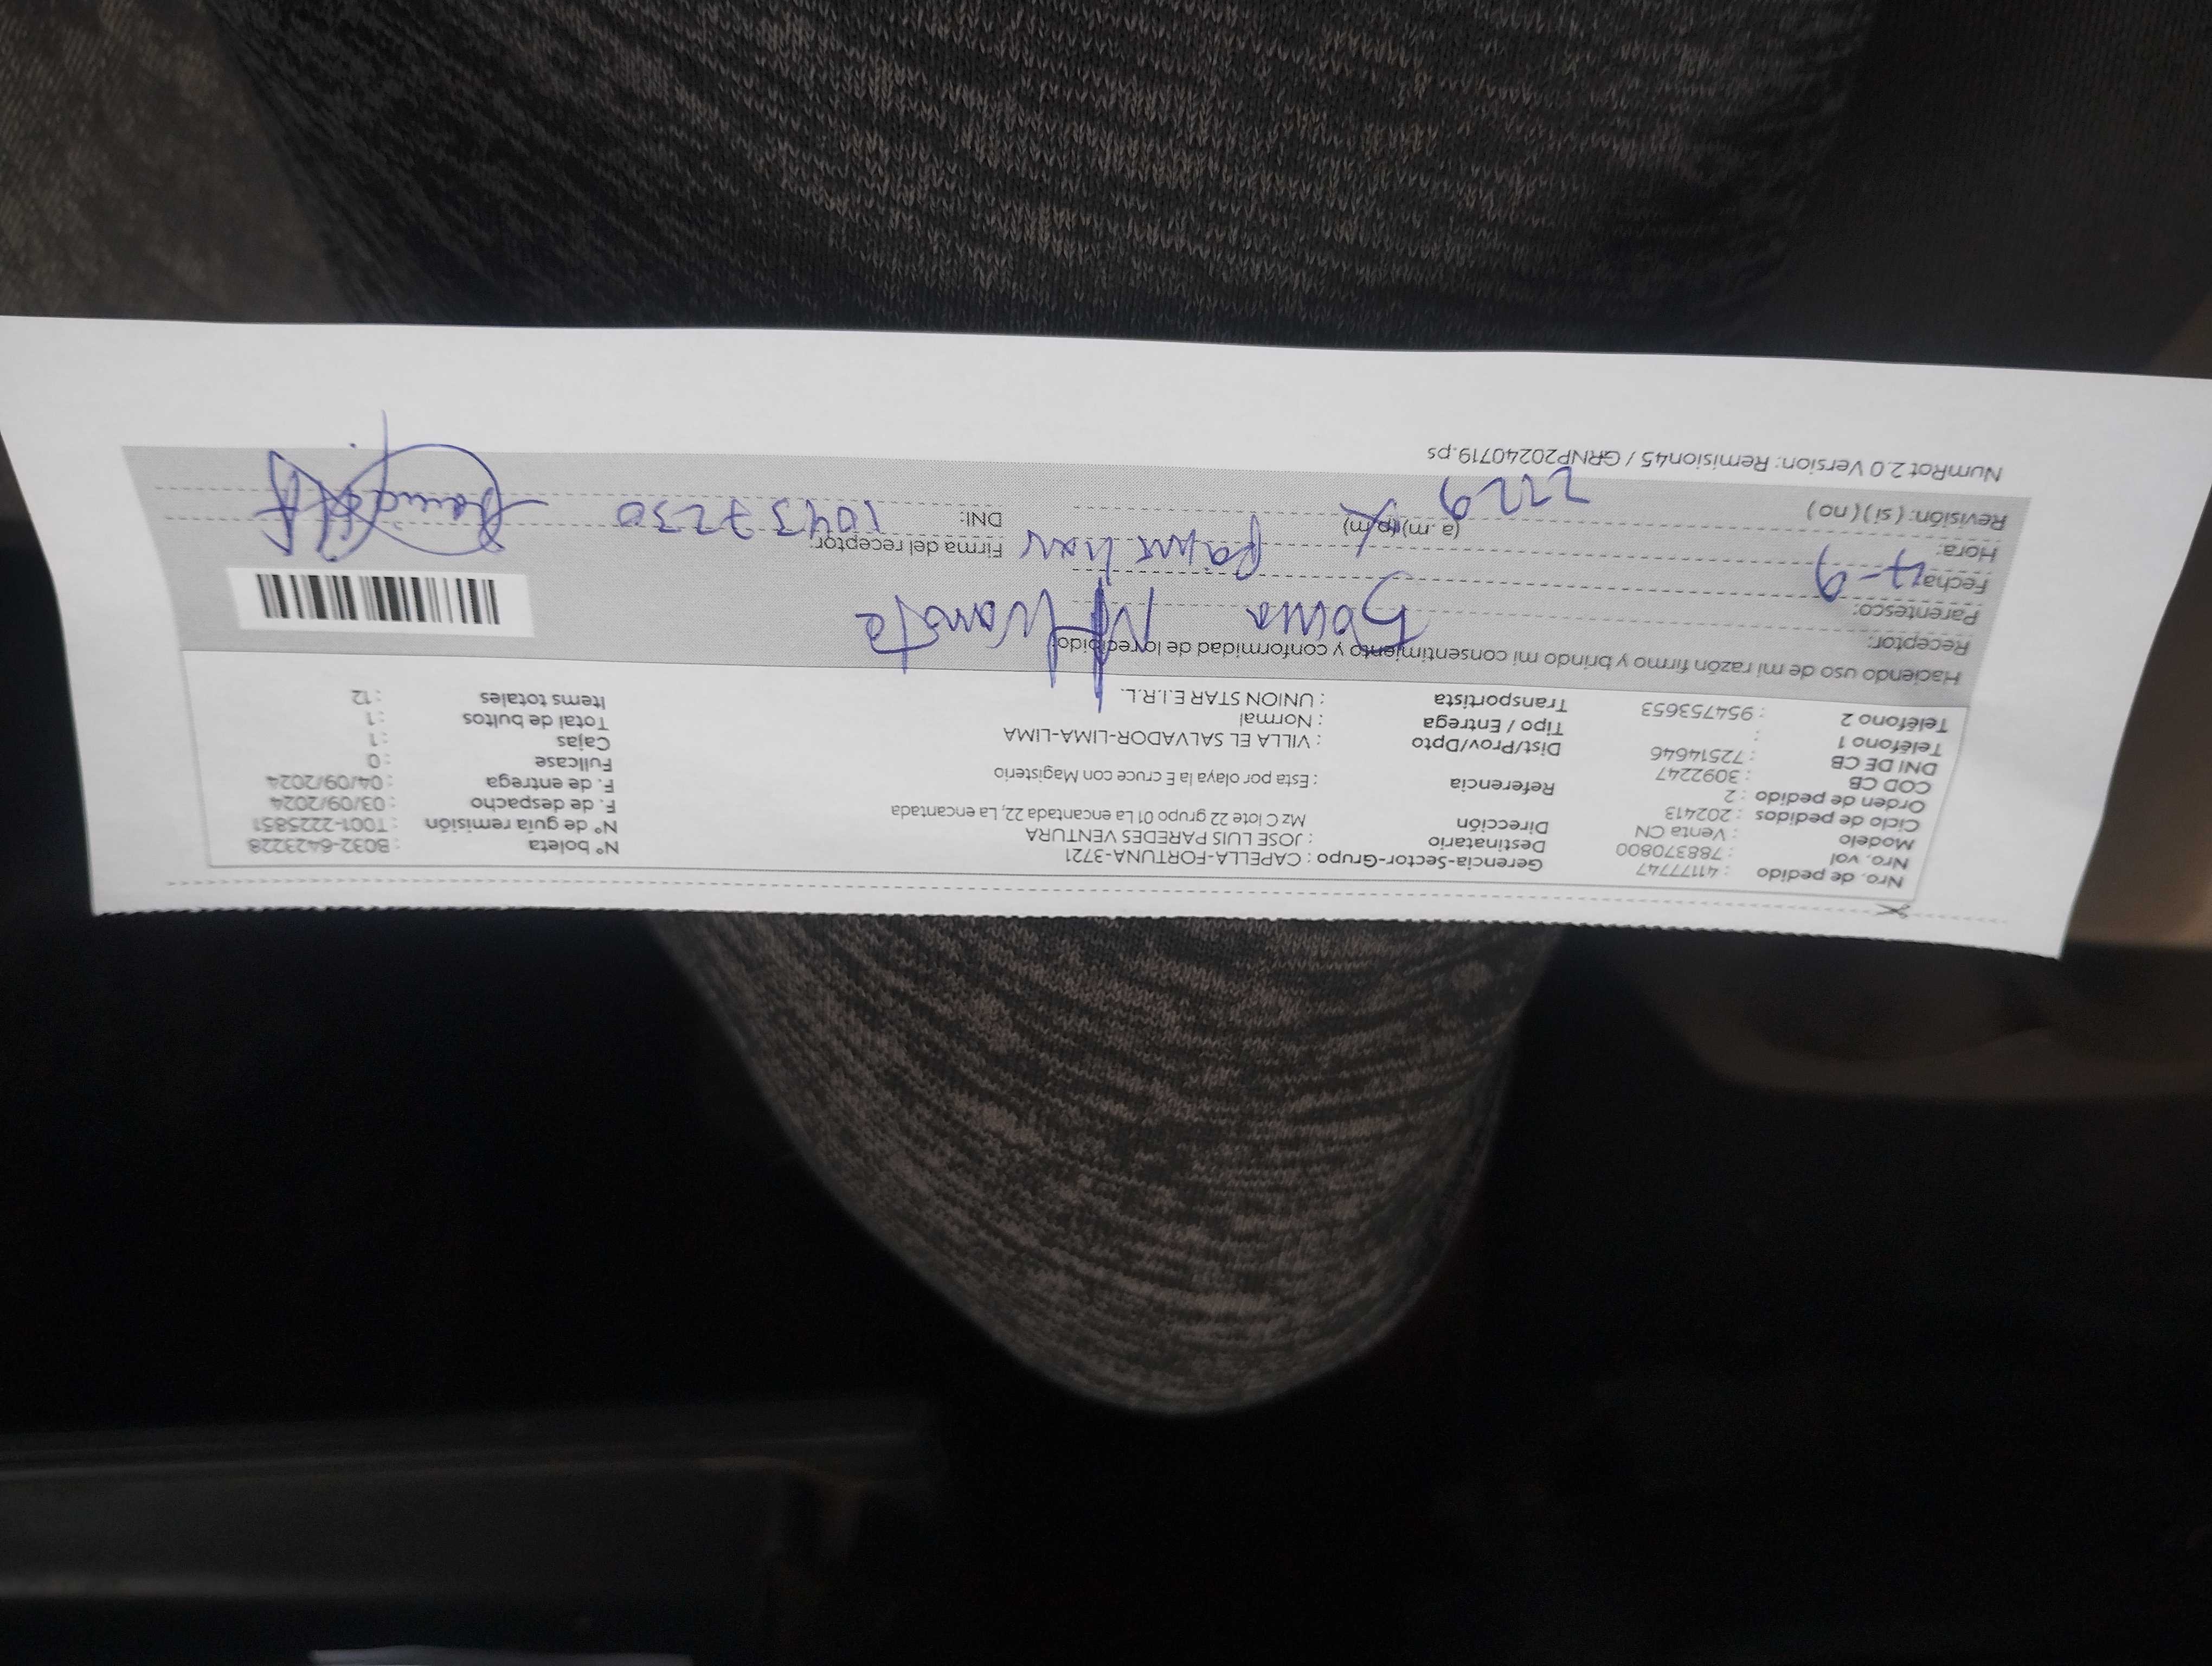 Nro. de pedido : 41177747
Nro. vol : 788370800
Modelo : Venta CN
Ciclo de pedidos : 202413
Orden de pedido : 2
COD CB : 3092247
DNI DE CB : 72514646
Teléfono 1 :
Teléfono 2 : 954753653
Gerencia-Sector-Grupo : CAPELLA-FORTUNA-3721
Destinatario : JOSE LUIS PAREDES VENTURA
Dirección Mz C lote 22 grupo 01 La encantada 22, La encantada
Referencia : Esta por olaya por la E cruce con Magisterio
Dist/Prov/Dpto : VILLA EL SALVADOR-LIMA-LIMA
Tipo / Entrega : Normal
Transportista : UNION STAR E.I.R.L.
N° boleta : B032-6423228
N° de guía remisión : T001-2225851
F. de despacho : 03/09/2024
F. de entrega : 04/09/2024
Fullcase : 0
Cajas : 1
Total de bultos : 1
Items totales : 12
Haciendo uso de mi razón firmo y brindo mi consentimiento y conformidad de lo recibido.
Receptor:
Parentesco:
Fecha: 4-9
Hora: (a. m) (p.m)
Revisión: ( si ) ( no ) 2229
Firma del receptor:
DNI: 10437230
NumRot 2.0 Version: Remision45 / GRNP20240719.ps